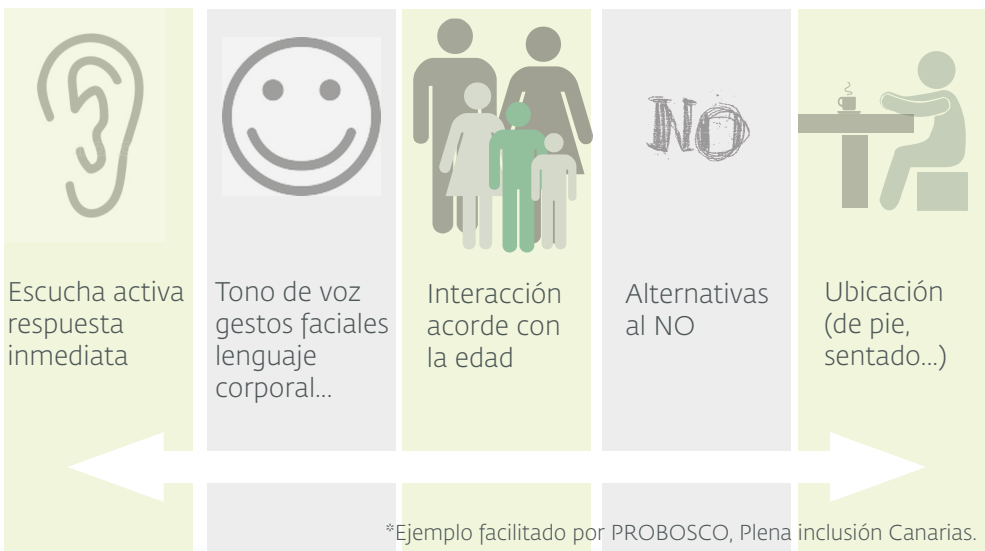 NO
Escucha activa
respuesta
inmediata
Tono de voz
gestos faciales
lenguaje
corporal...
Interacción
acorde con
la edad
Alternativas
al NO
Ubicación
(de pie,
sentado...)
*Ejemplo facilitado por PROBOSCO, Plena inclusión Canarias.